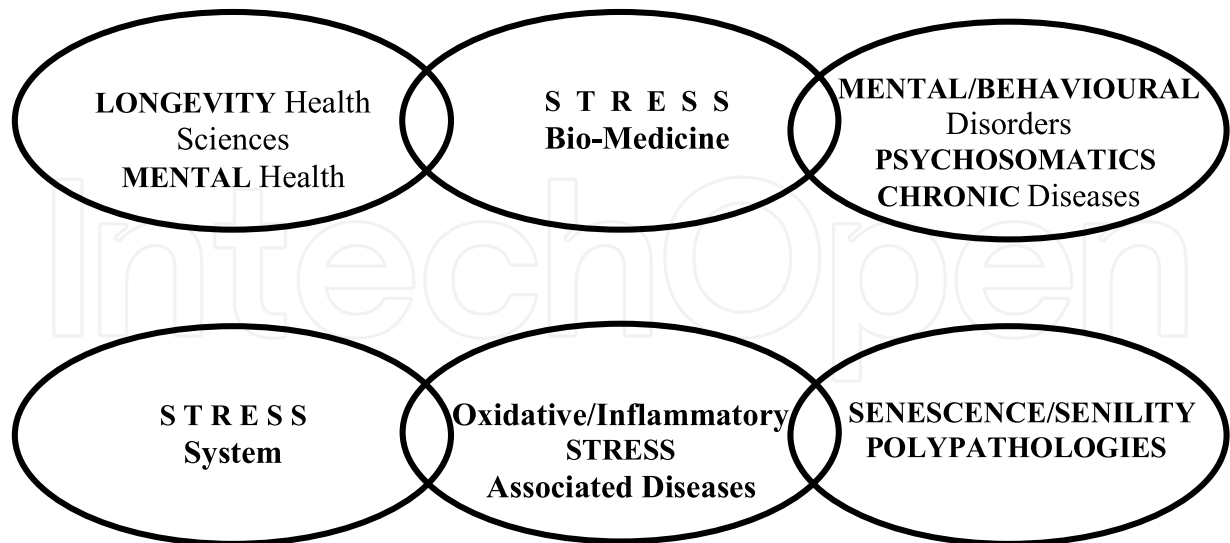 LONGEVITY Health
Sciences
MENTAL Health
S T R E S S
Bio-Medicine
MENTAL/BEHAVIOURAL
Disorders
PSYCHOSOMATICS
CHRONIC Diseases
IntechOpen
S T R E S S
System
Oxidative/Inflammatory
STRESS
Associated Diseases
SENESCENCE/SENILITY
POLYPATHOLOGIES